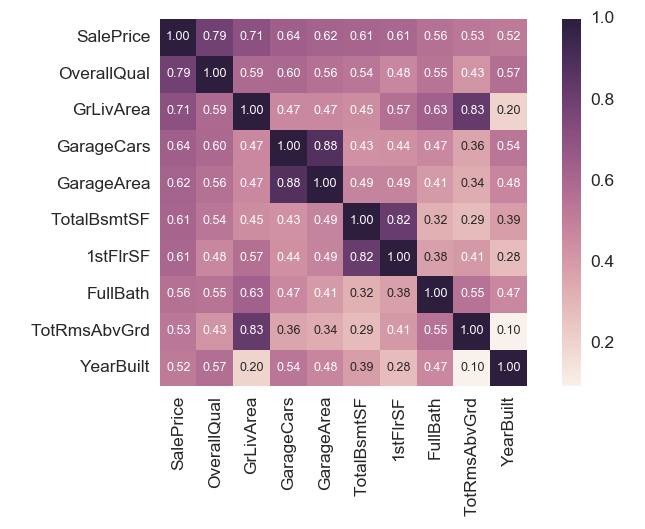 SalePrice 1.00 0.79 0.71 0.64 0.62 0.61 0.61 0.56 0.53 0.52
OverallQual 0.79 1.00 0.59 0.60 0.56 0.54 0.48 0.55 0.43 0.57
GrLivArea 0.71 0.59 1.00 0.47 0.47 0.45 0.57 0.63 0.83 0.20
GarageCars 0.64 0.60 0.47 1.00 0.88 0.43 0.44 0.47 0.36 0.54
GarageArea 0.62 0.56 0.47 0.88 1.00 0.49 0.49 0.41 0.34 0.48
TotalBsmtSF 0.61 0.54 0.45 0.43 0.49 1.00 0.82 0.32 0.29 0.39
1stFlrSF 0.61 0.48 0.57 0.44 0.49 0.82 1.00 0.38 0.41 0.28
FullBath 0.56 0.55 0.63 0.47 0.41 0.32 0.38 1.00 0.55 0.47
TotRmsAbvGrd 0.53 0.43 0.83 0.36 0.34 0.29 0.41 0.55 1.00 0.10
YearBuilt 0.52 0.57 0.20 0.54 0.48 0.39 0.28 0.47 0.10 1.00
SalePrice
OverallQual
GrLivArea
GarageCars
GarageArea
TotalBsmtSF
1stFlrSF
FullBath
TotRmsAbvGrd
YearBuilt
1.0
0.8
0.6
0.4
0.2